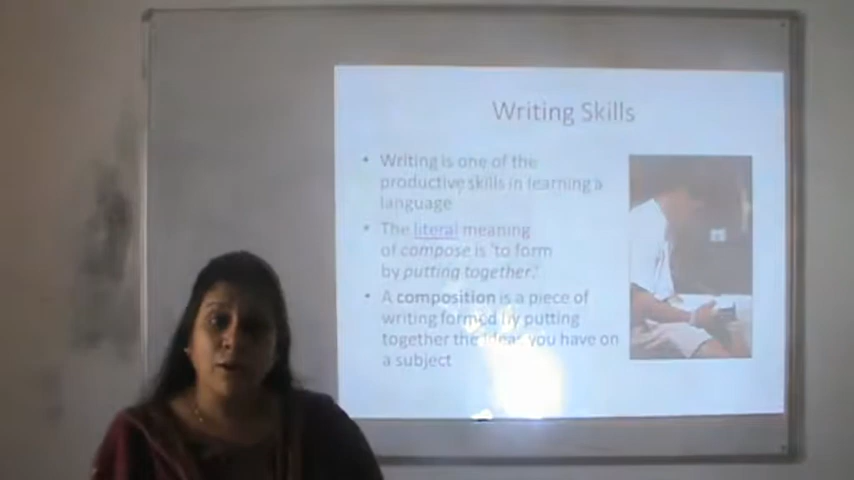 Writing Skills
• Writing is one of the
productive skills in learning a
language
• The literal meaning
of compose is 'to form
by putting together.'
• A composition is a piece of
writing formed by putting
together the ideas you have on
a subject